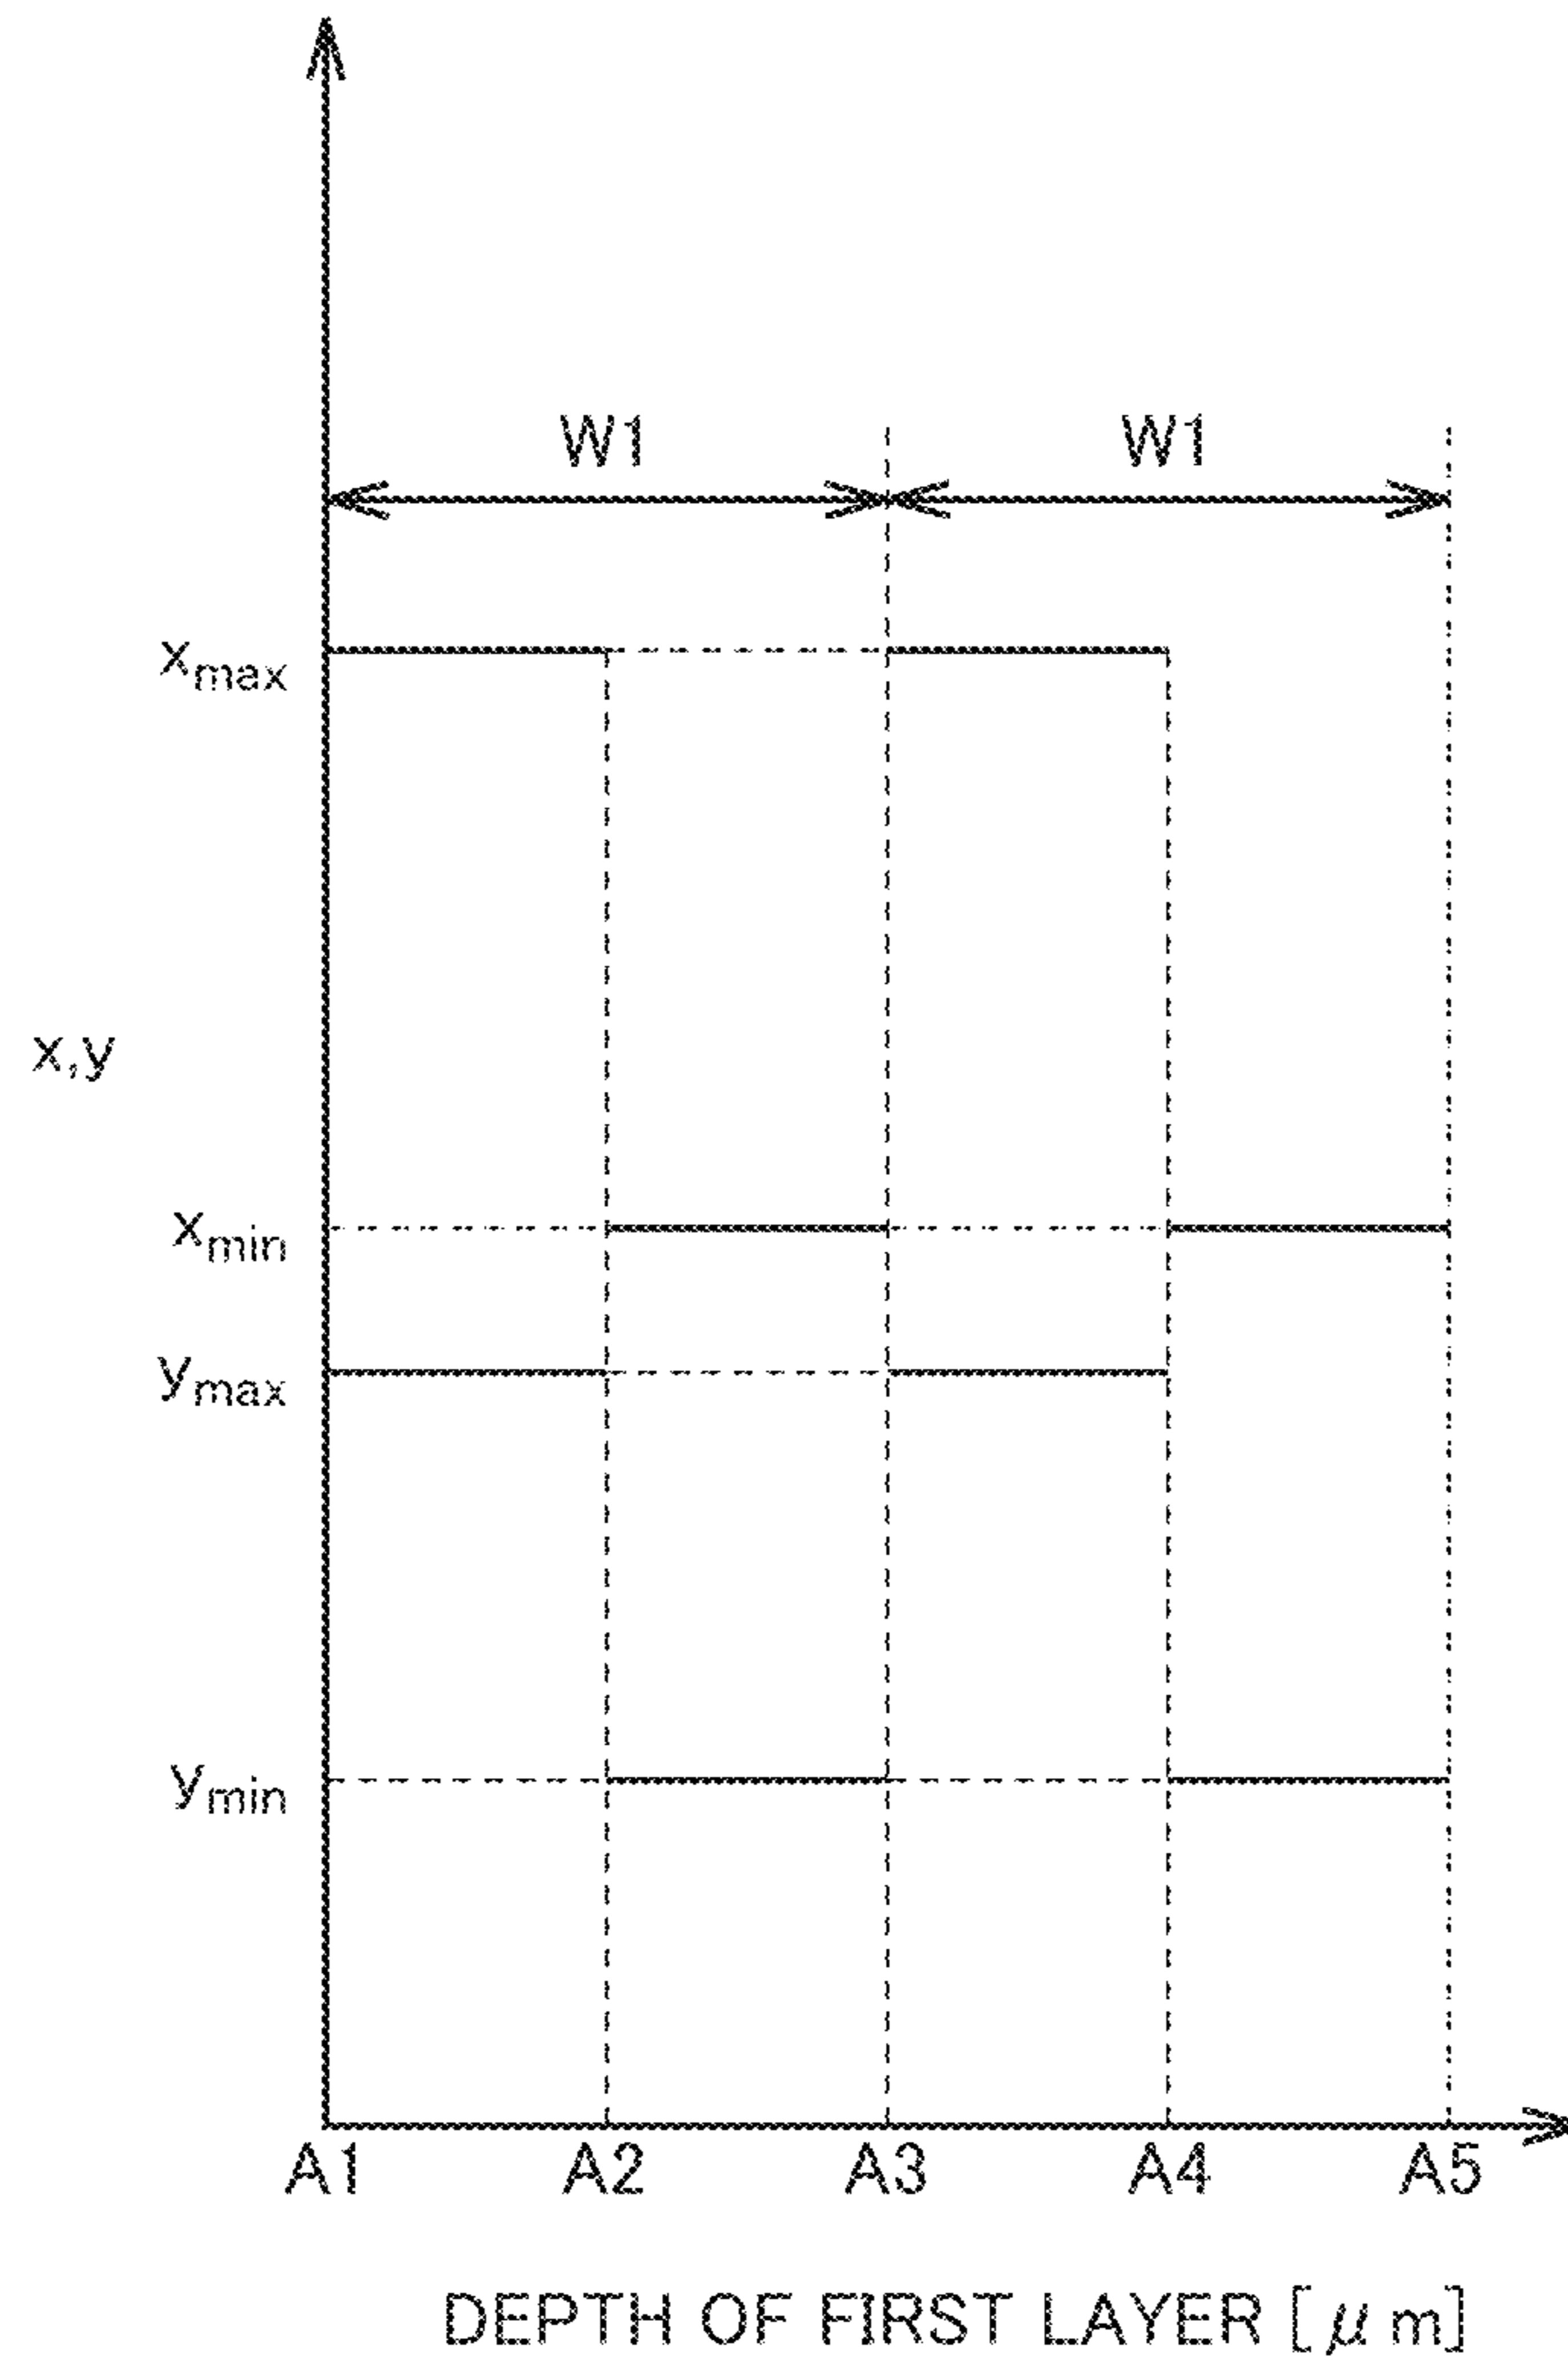 W1 W1
xmax
x,y
xmin
ymax
ymin
A1 A2 A3 A4 A5
DEPTH OF FIRST LAYER [μm]